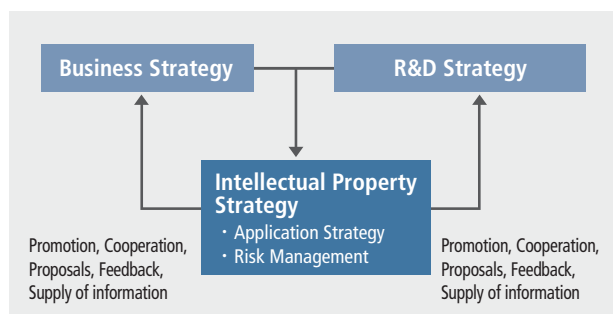 Business Strategy
R&D Strategy
Intellectual Property
Strategy
・Application Strategy
・Risk Management
Promotion, Cooperation,
Proposals, Feedback,
Supply of information
Promotion, Cooperation,
Proposals, Feedback,
Supply of information